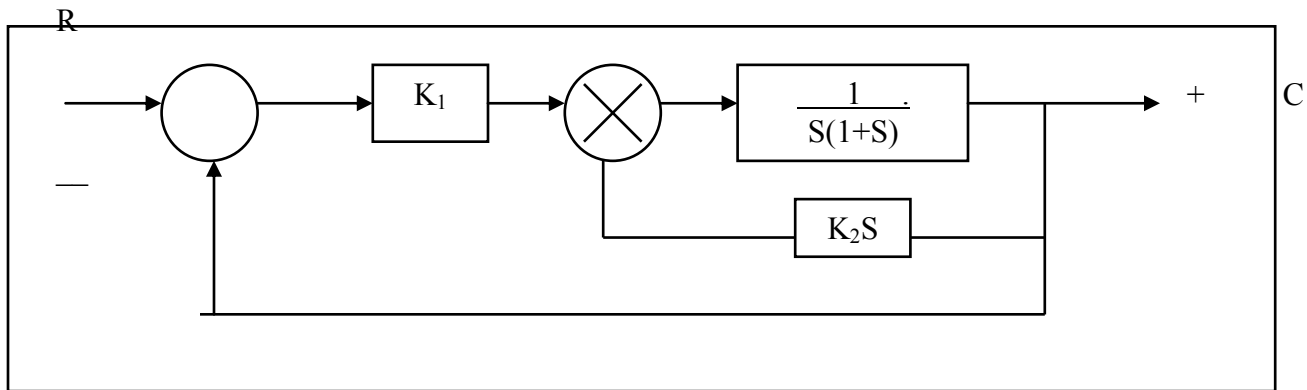 R
K₁
1 .
S(1+S)
+
C
—
K₂S